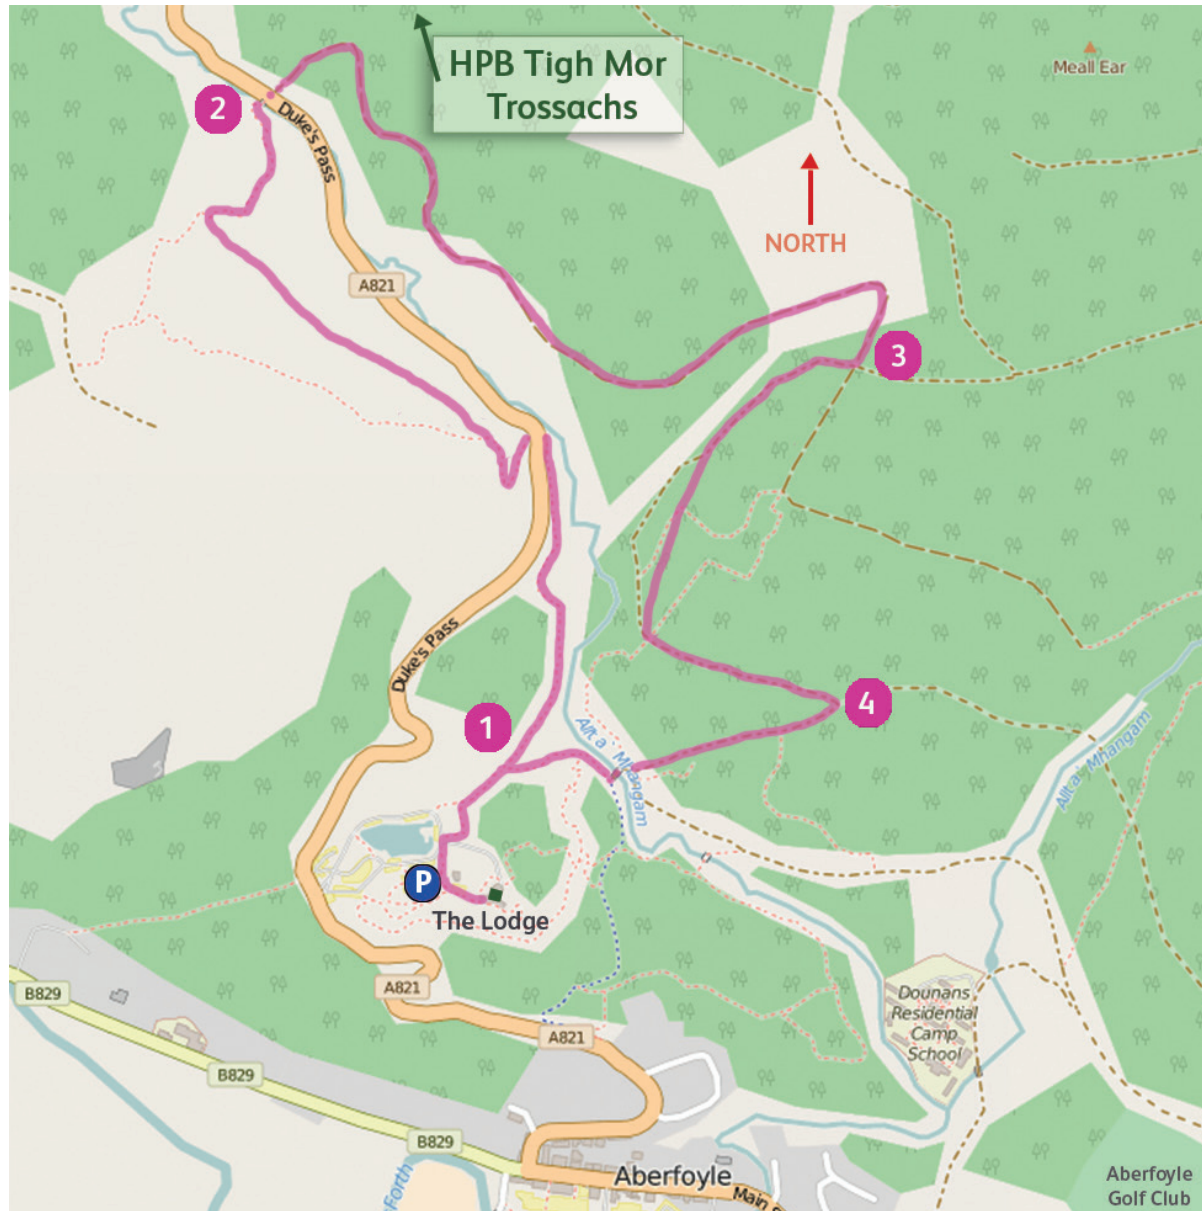 HPB Tigh Mor
Trossachs
Meall Ear
2
Duke's Pass
NORTH
A821
3
Duke's Pass
1
4
Allt a' Mhangam
Allt a' Mhangam
P
The Lodge
A821
B829
Dounans
Residential
Camp
School
A821
B829
B829
Aberfoyle
Forth
Main
Aberfoyle
Golf Club